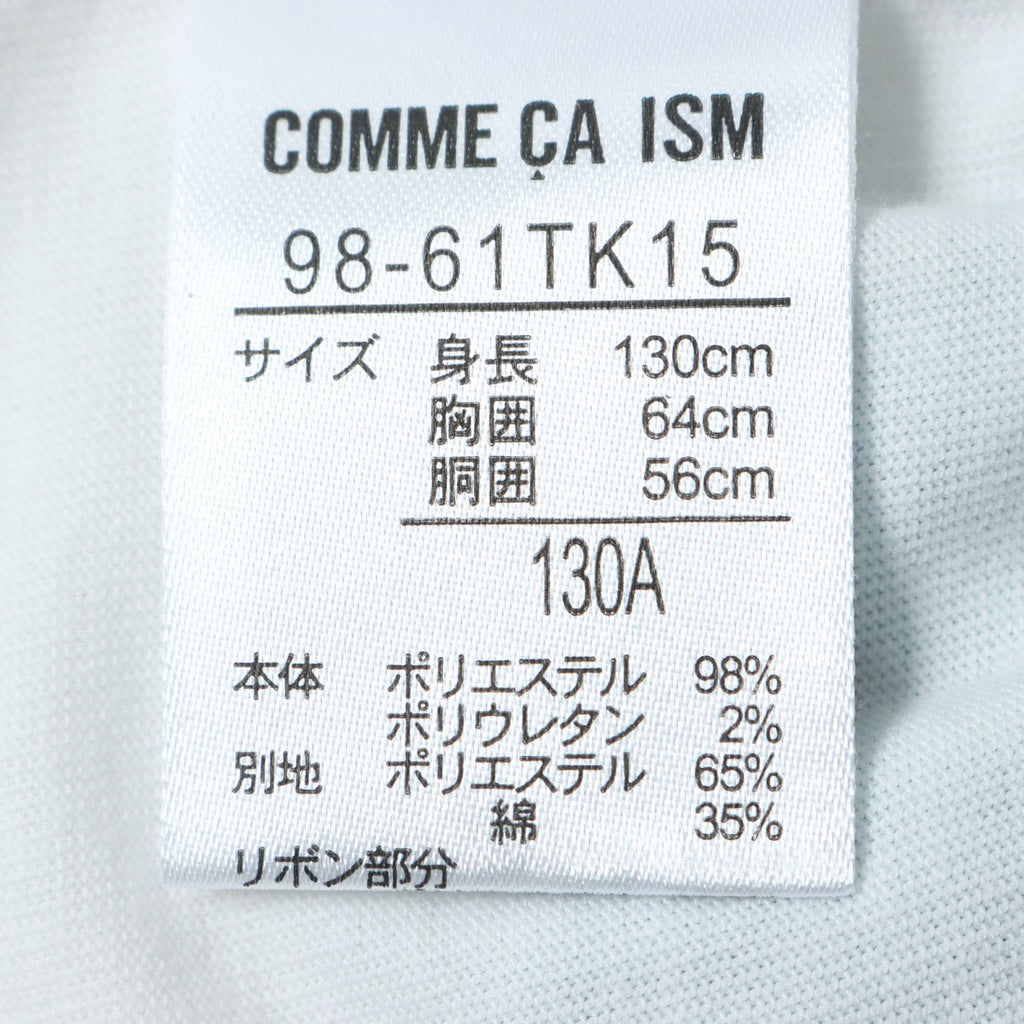 COMME ÇA ISM
98-61TK15
サイズ 身長 130cm
胸囲 64cm
胴囲 56cm
130A
本体 ポリエステル 98%
ポリウレタン 2%
別地 ポリエステル 65%
綿 35%
リボン部分